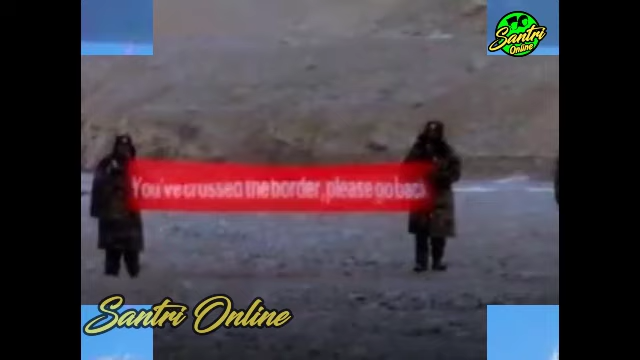 Santri
Online
You've crossed the border, please go back
Santri Online